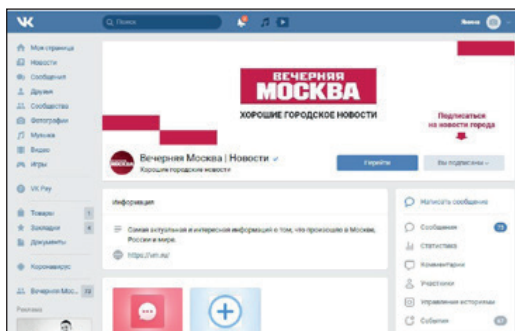 Поиск
Моя страница
Новости
Сообщения
Друзья
Сообщества
Фотографии
Музыка
Видео
Игры
VK Pay
Товары
Закладки
Документы
Коронавирус
Вечерняя Мос...
Реклама
ВЕЧЕРНЯЯ
МОСКВА
ХОРОШИЕ ГОРОДСКОЕ НОВОСТИ
Подписаться
на новости города
Вечерняя Москва | Новости
Хорошие городские новости
Перейти
Вы подписаны
Информация
Самая актуальная и интересная информация о том, что произошло в Москве,
России и мире.
https://vm.ru/
Написать сообщение
Сообщения
Статистика
Комментарии
Участники
Управление историями
События